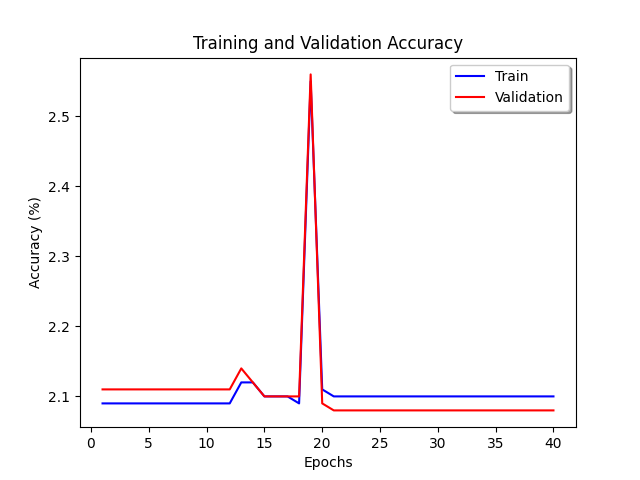 Training and Validation Accuracy
Train
Validation
Accuracy (%)
2.5
2.4
2.3
2.2
2.1
0 5 10 15 20 25 30 35 40
Epochs